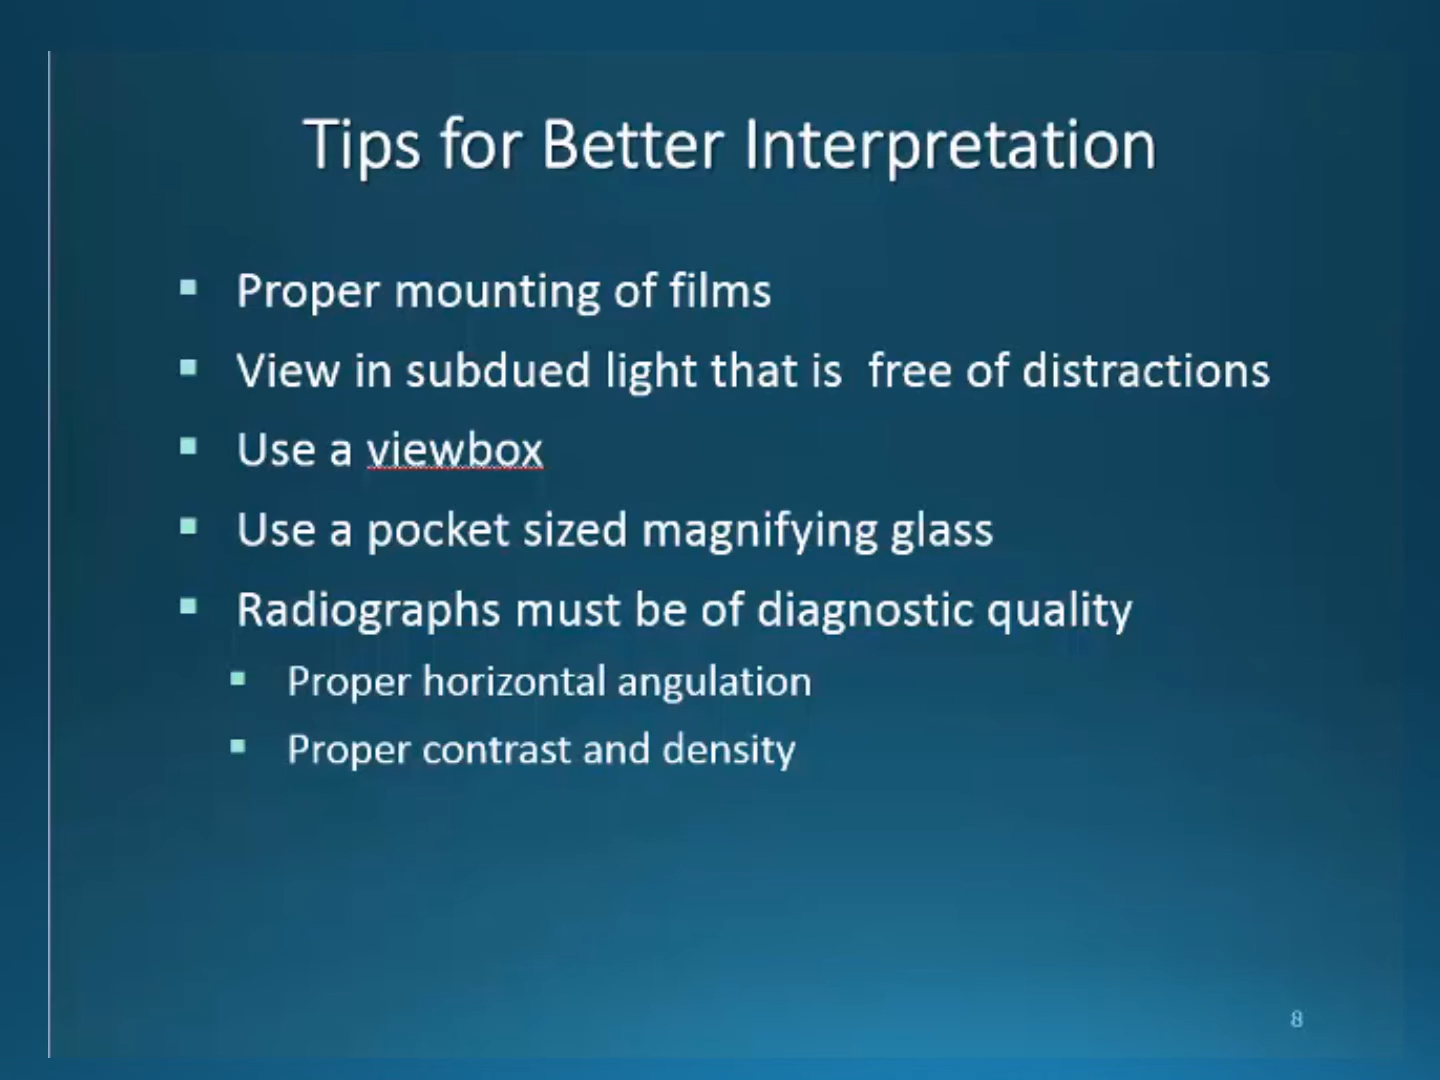 Tips for Better Interpretation
▪ Proper mounting of films
▪ View in subdued light that is  free of distractions
▪ Use a viewbox
▪ Use a pocket sized magnifying glass
▪ Radiographs must be of diagnostic quality
▪ Proper horizontal angulation
▪ Proper contrast and density
8